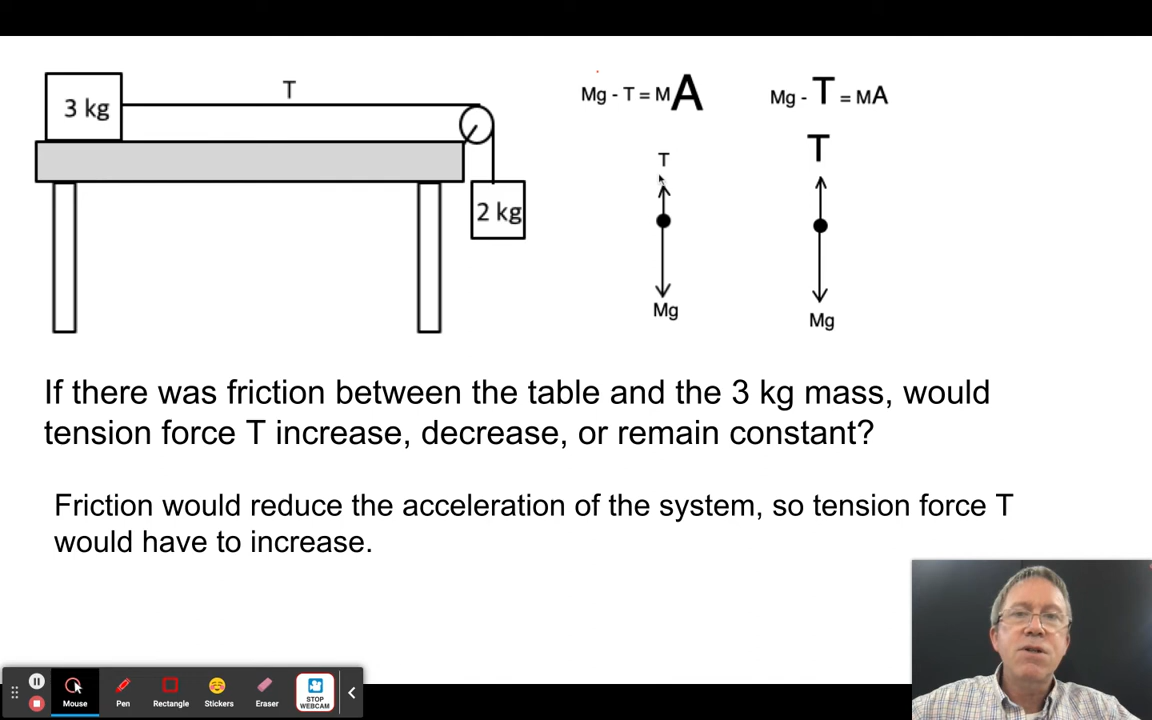 3 kg
T
Mg - T = MA
Mg - T = MA
T
T
2 kg
Mg
Mg
If there was friction between the table and the 3 kg mass, would
tension force T increase, decrease, or remain constant?
Friction would reduce the acceleration of the system, so tension force T
would have to increase.
Mouse
Pen
Rectangle
Stickers
Eraser
STOP
WEBCAM